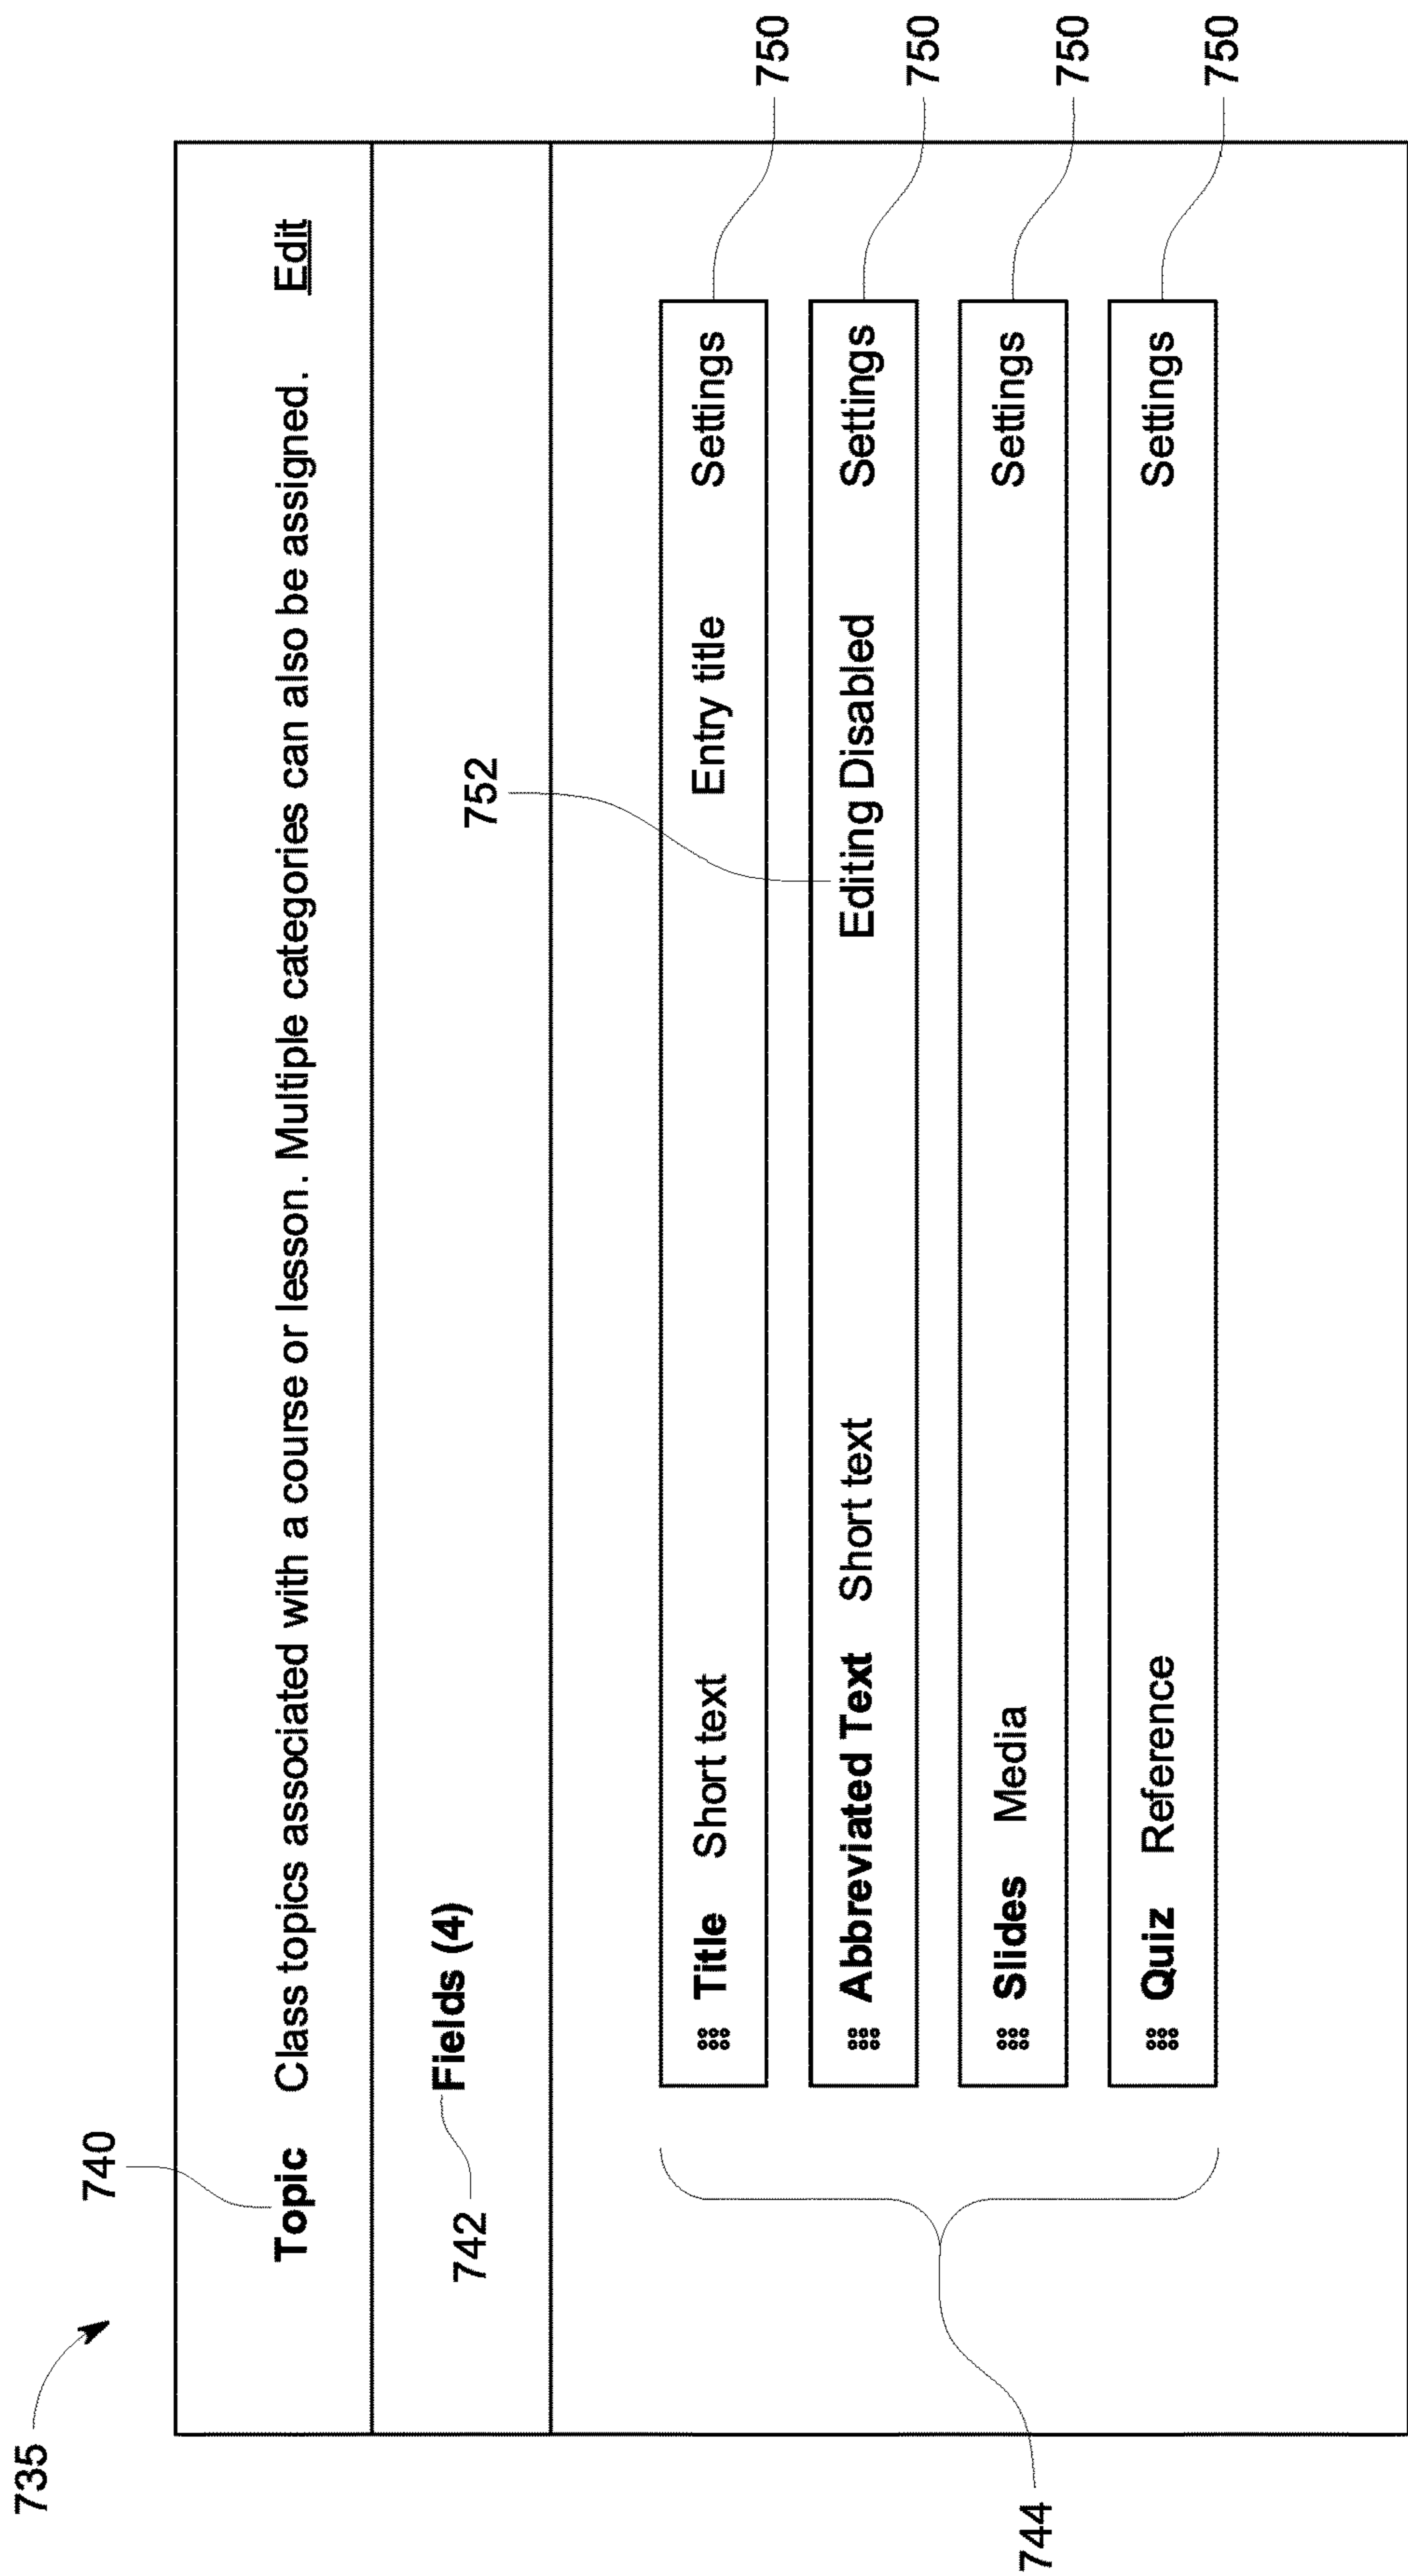 735
740
Topic Class topics associated with a course or lesson. Multiple categories can also be assigned. Edit
742
Fields (4)
752
Title Short text Entry title Settings
750
Abbreviated Text Short text Editing Disabled Settings
750
Slides Media Settings
750
Quiz Reference Settings
750
744